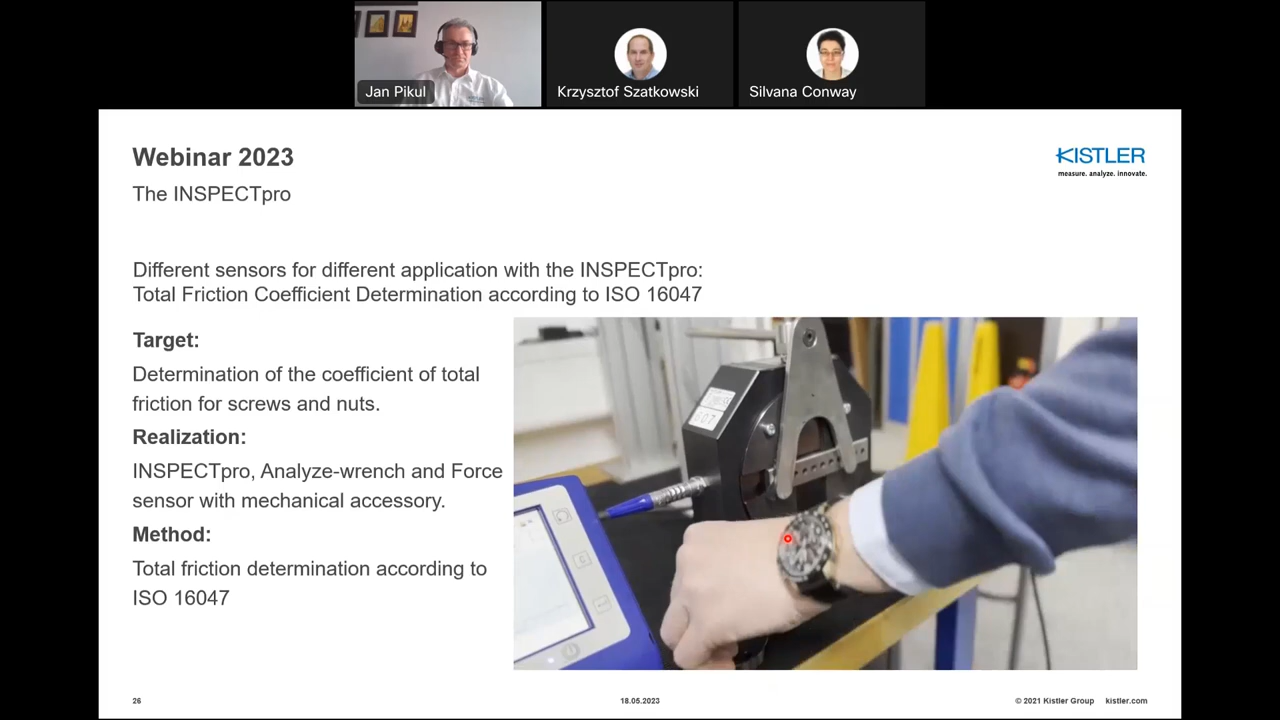 Jan Pikul
Krzysztof Szatkowski
Silvana Conway
Webinar 2023
The INSPECTpro
KISTLER
measure. analyze. innovate.
Different sensors for different application with the INSPECTpro:
Total Friction Coefficient Determination according to ISO 16047
Target:
Determination of the coefficient of total
friction for screws and nuts.
Realization:
INSPECTpro, Analyze-wrench and Force
sensor with mechanical accessory.
Method:
Total friction determination according to
ISO 16047
26
18.05.2023
© 2021 Kistler Group kistler.com